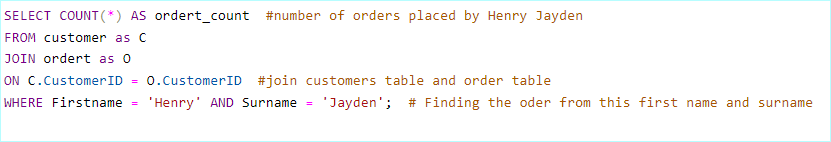 SELECT COUNT(*) AS ordert_count  #number of orders placed by Henry Jayden
FROM customer as C
JOIN ordert as O
ON C.CustomerID = O.CustomerID  #join customers table and order table
WHERE Firstname = 'Henry' AND Surname = 'Jayden';  # Finding the oder from this first name and surname